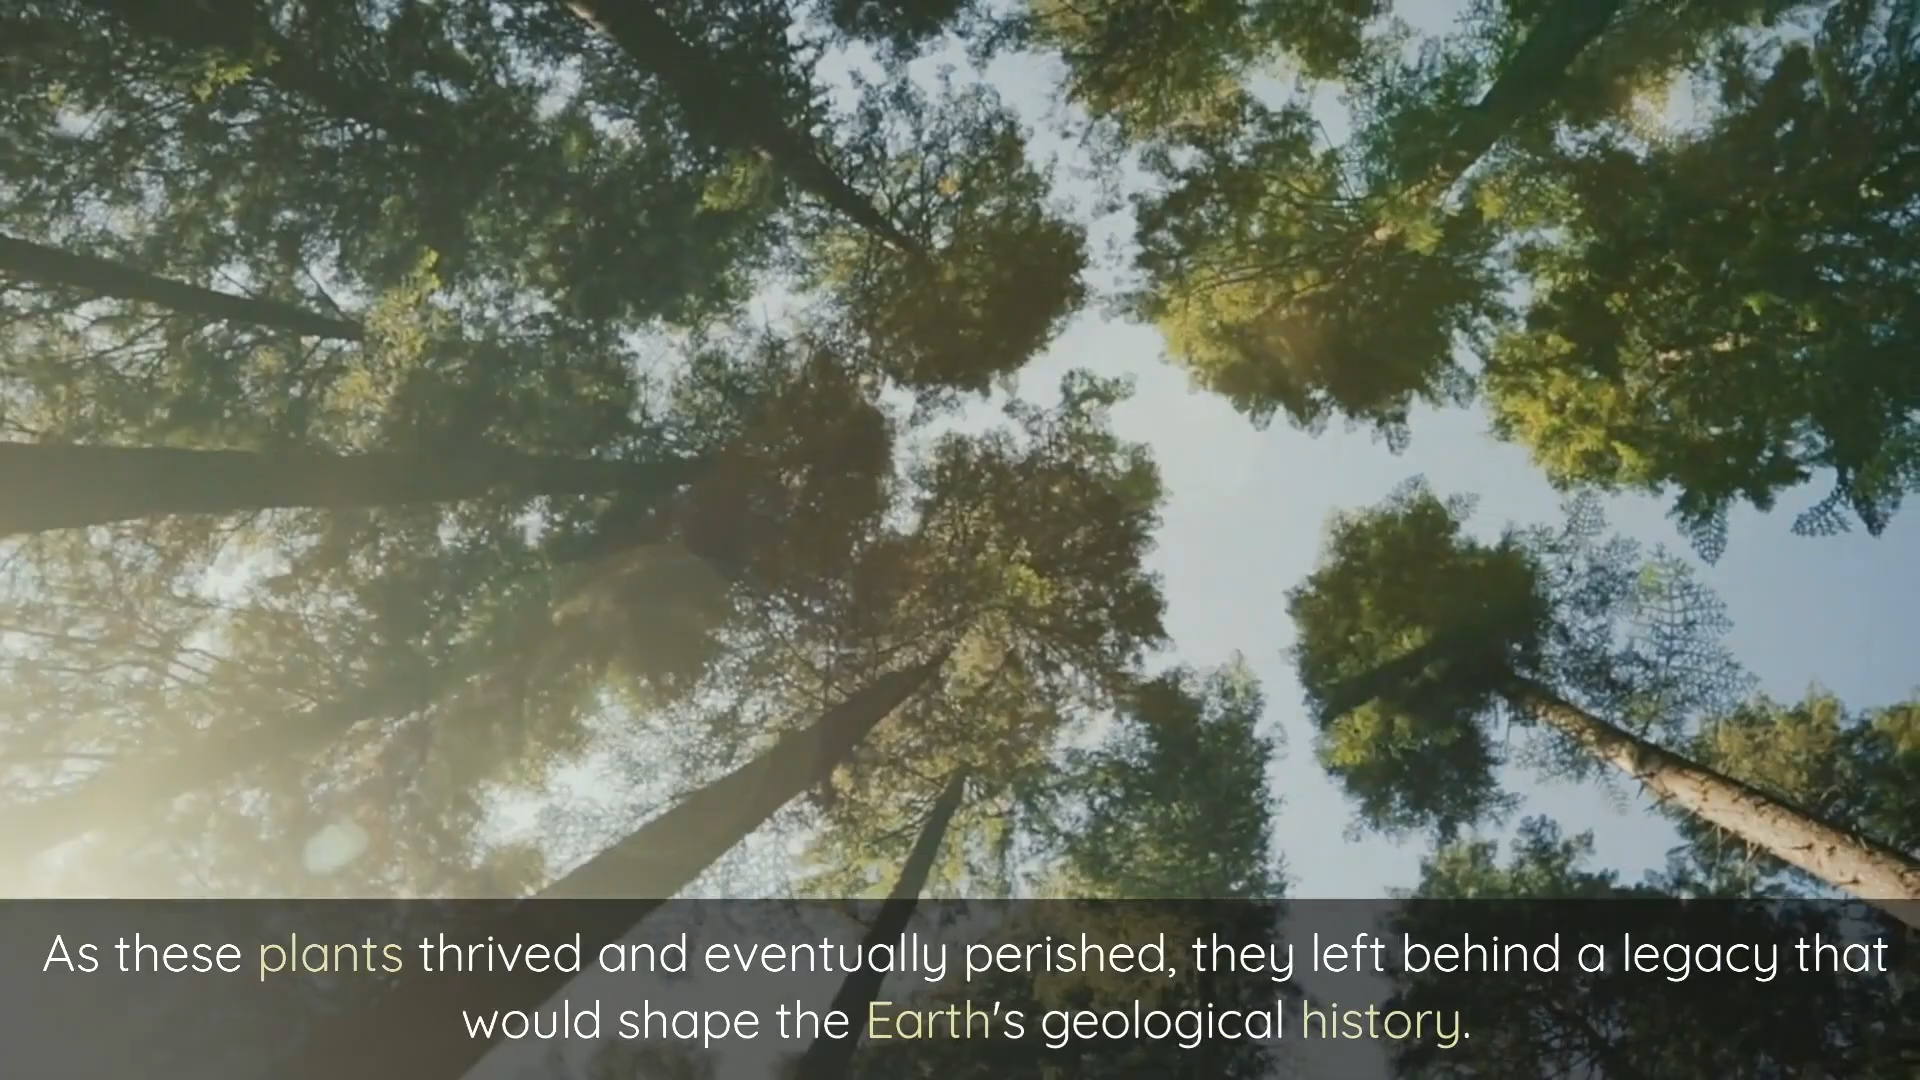 As these plants thrived and eventually perished, they left behind a legacy that
would shape the Earth's geological history.